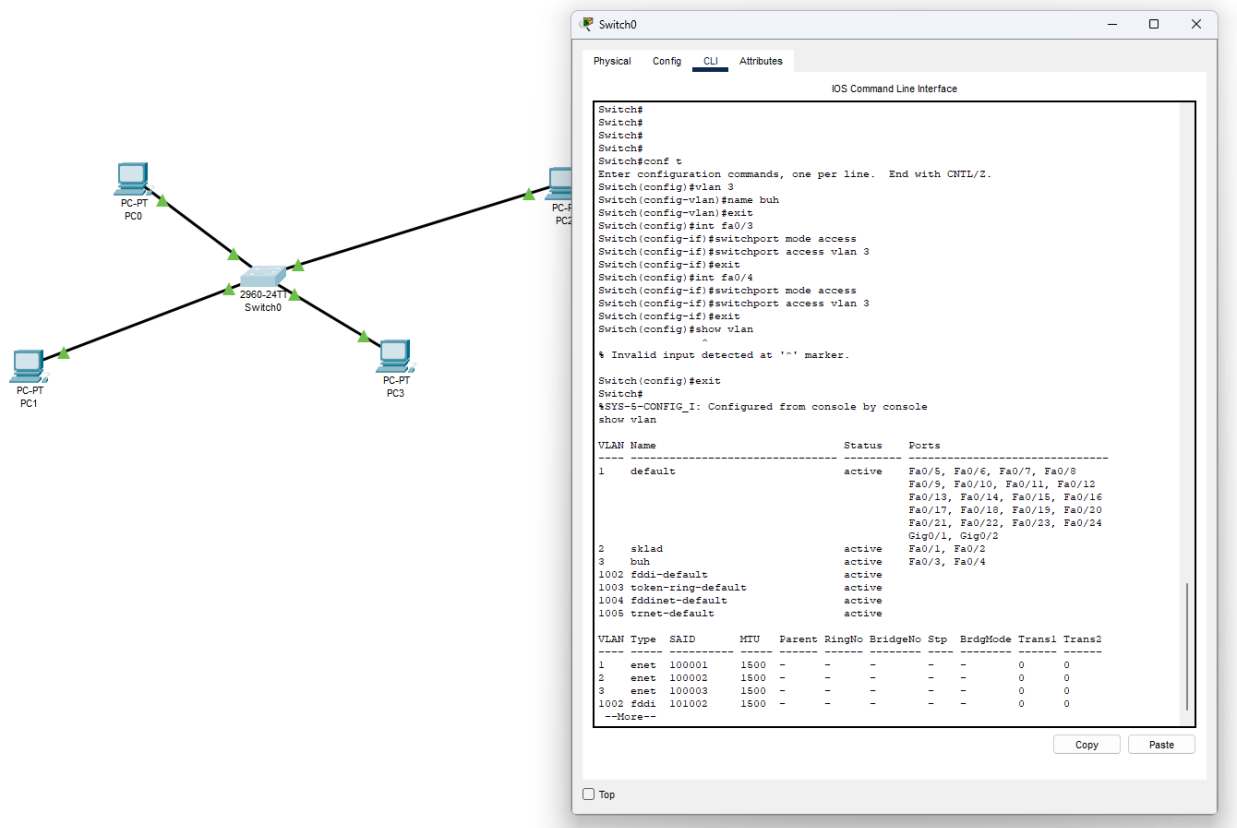 PC-PT
PC0
PC-P
PC2
2960-24TT
Switch0
PC-PT
PC1
PC-PT
PC3
Switch0
Physical Config CLI Attributes
IOS Command Line Interface
Switch#
Switch#
Switch#
Switch#
Switch#conf t
Enter configuration commands, one per line.  End with CNTL/Z.
Switch(config)#vlan 3
Switch(config-vlan)#name buh
Switch(config-vlan)#exit
Switch(config)#int fa0/3
Switch(config-if)#switchport mode access
Switch(config-if)#switchport access vlan 3
Switch(config-if)#exit
Switch(config)#int fa0/4
Switch(config-if)#switchport mode access
Switch(config-if)#switchport access vlan 3
Switch(config-if)#exit
Switch(config)#show vlan
^
% Invalid input detected at '^' marker.
Switch(config)#exit
Switch#
%SYS-5-CONFIG_I: Configured from console by console
show vlan
VLAN Name Status Ports
---- -------------------------------- --------- -------------------------------
1 default active Fa0/5, Fa0/6, Fa0/7, Fa0/8
Fa0/9, Fa0/10, Fa0/11, Fa0/12
Fa0/13, Fa0/14, Fa0/15, Fa0/16
Fa0/17, Fa0/18, Fa0/19, Fa0/20
Fa0/21, Fa0/22, Fa0/23, Fa0/24
Gig0/1, Gig0/2
2 sklad active Fa0/1, Fa0/2
3 buh active Fa0/3, Fa0/4
1002 fddi-default active
1003 token-ring-default active
1004 fddinet-default active
1005 trnet-default active
VLAN Type SAID MTU Parent RingNo BridgeNo Stp BrdgMode Trans1 Trans2
---- ----- ---------- ----- ------ ------ -------- ---- -------- ------ ------
1 enet 100001 1500 - - - - - 0 0
2 enet 100002 1500 - - - - - 0 0
3 enet 100003 1500 - - - - - 0 0
1002 fddi 101002 1500 - - - - - 0 0
--More--
Copy Paste
Top